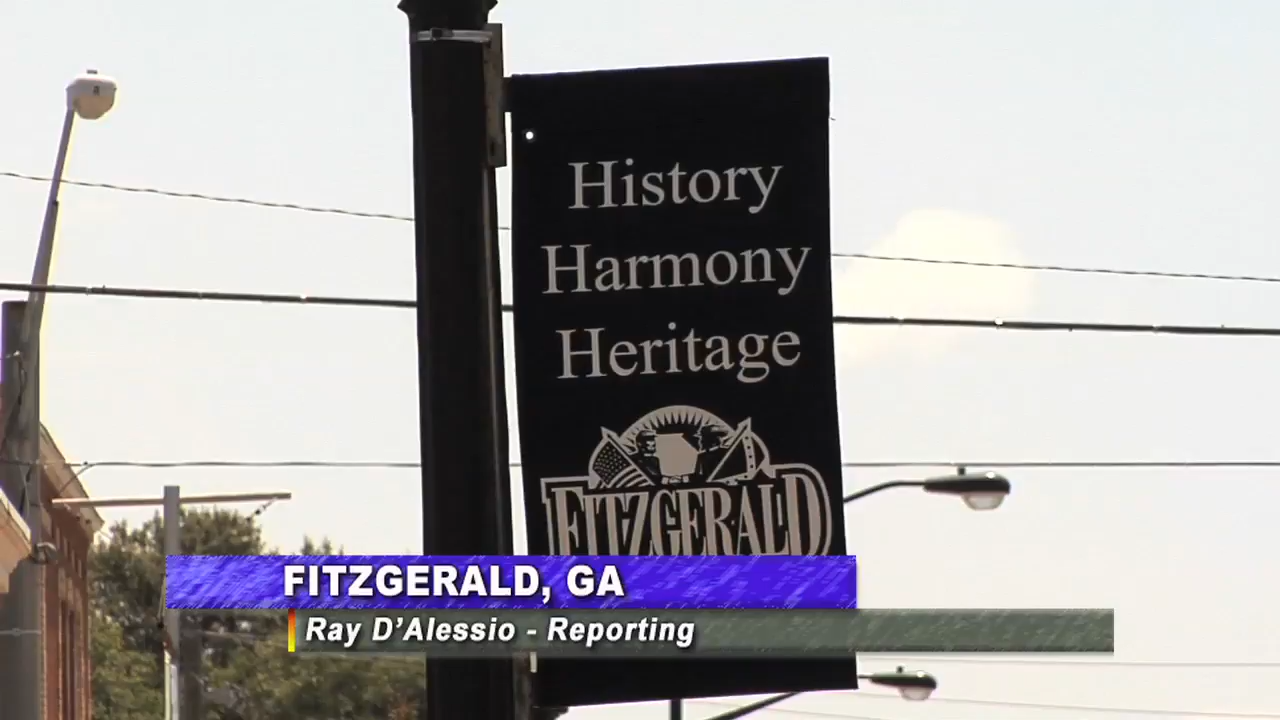 History
Harmony
Heritage
FITZGERALD
FITZGERALD, GA
Ray D'Alessio - Reporting